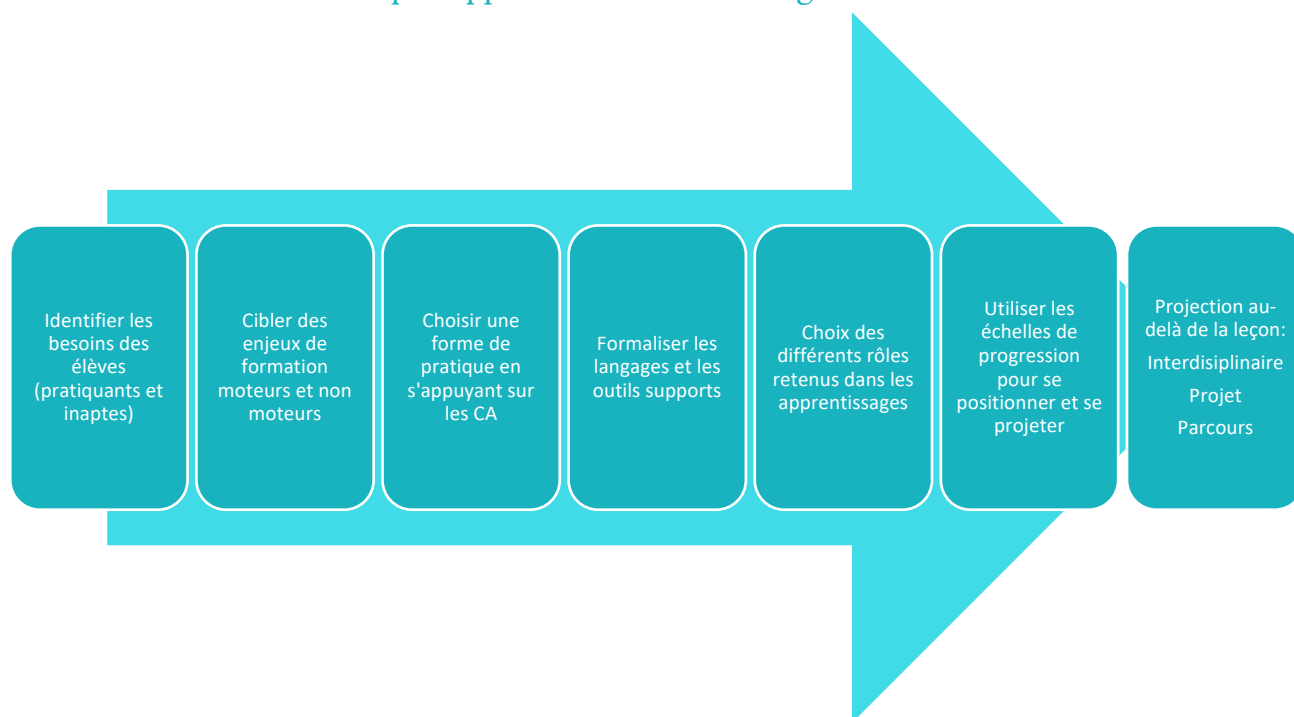 Identifier les
besoins des
élèves
(pratiquants et
inaptes)
Cibler des
enjeux de
formation
moteurs et non
moteurs
Choisir une
forme de
pratique en
s'appuyant sur
les CA
Formaliser les
langages et les
outils supports
Choix des
différents rôles
retenus dans les
apprentissages
Utiliser les
échelles de
progression
pour se
positionner et se
projeter
Projection au-
delà de la leçon:
Interdisiplinaire
Projet
Parcours